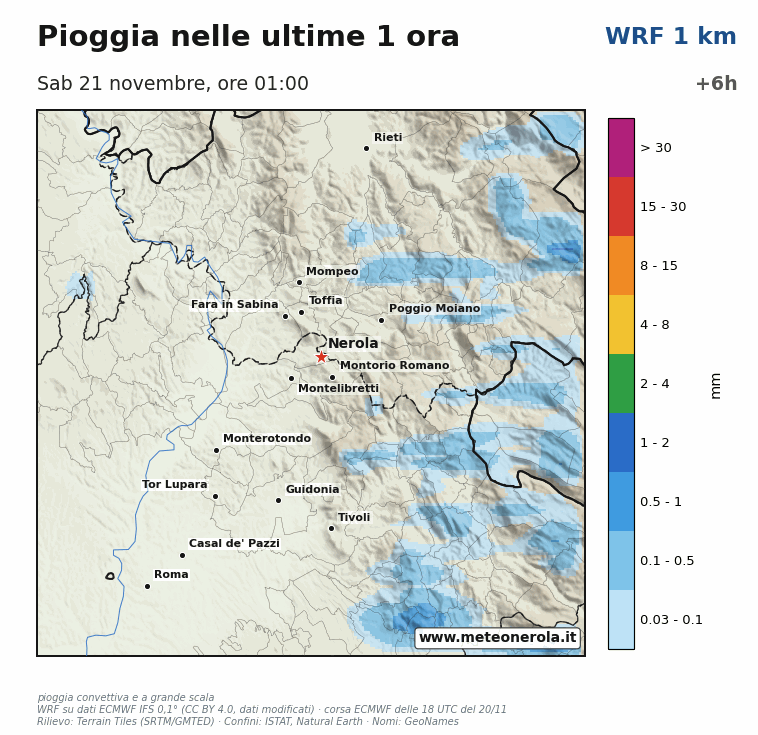 Pioggia nelle ultime 1 ora
WRF 1 km
Sab 21 novembre, ore 01:00
+6h
Rieti
Mompeo
Fara in Sabina
Toffia
Poggio Moiano
Nerola
Montorio Romano
Montelibretti
Monterotondo
Tor Lupara
Guidonia
Tivoli
Casal de' Pazzi
Roma
www.meteonerola.it
> 30
15 - 30
8 - 15
4 - 8
2 - 4
1 - 2
0.5 - 1
0.1 - 0.5
0.03 - 0.1
mm
pioggia convettiva e a grande scala
WRF su dati ECMWF IFS 0,1° (CC BY 4.0, dati modificati) · corsa ECMWF delle 18 UTC del 20/11
Rilievo: Terrain Tiles (SRTM/GMTED) · Confini: ISTAT, Natural Earth · Nomi: GeoNames